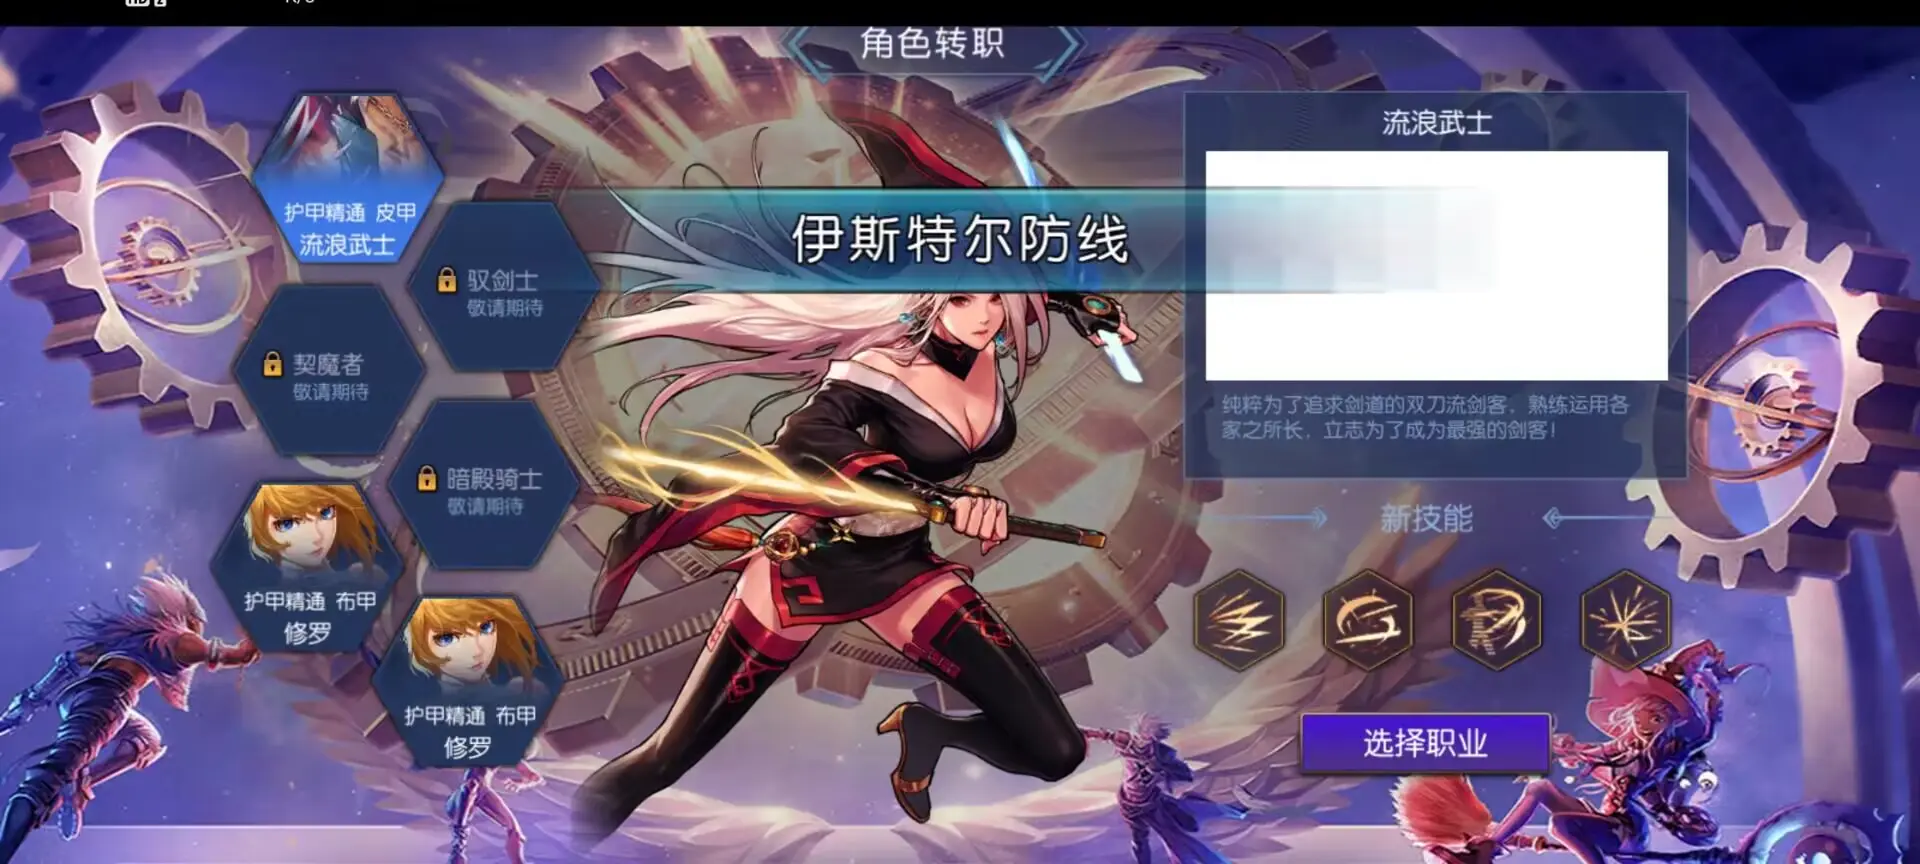 角色转职
护甲精通 皮甲
流浪武士
驭剑士
敬请期待
契魔者
敬请期待
暗殿骑士
敬请期待
护甲精通 布甲
修罗
护甲精通 布甲
修罗
伊斯特尔防线
流浪武士
纯粹为了追求剑道的双刀流剑客，熟练运用各
家之所长，立志为了成为最强的剑客！
新技能
选择职业